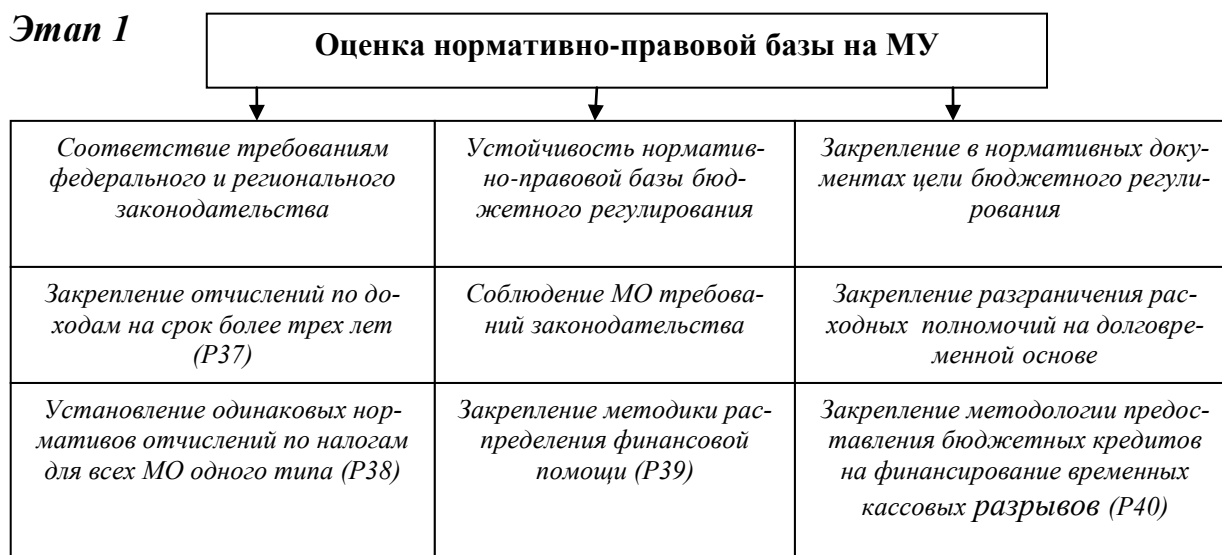 Этап 1
Оценка нормативно-правовой базы на МУ
Соответствие требованиям
федерального и регионального
законодательства
Устойчивость норматив-
но-правовой базы бюд-
жетного регулирования
Закрепление в нормативных доку-
ментах цели бюджетного регули-
рования
Закрепление отчислений по до-
ходам на срок более трех лет
(Р37)
Соблюдение МО требова-
ний законодательства
Закрепление разграничения рас-
ходных полномочий на долговре-
менной основе
Установление одинаковых нор-
мативов отчислений по налогам
для всех МО одного типа (Р38)
Закрепление методики рас-
пределения финансовой
помощи (Р39)
Закрепление методологии предос-
тавления бюджетных кредитов
на финансирование временных
кассовых разрывов (Р40)